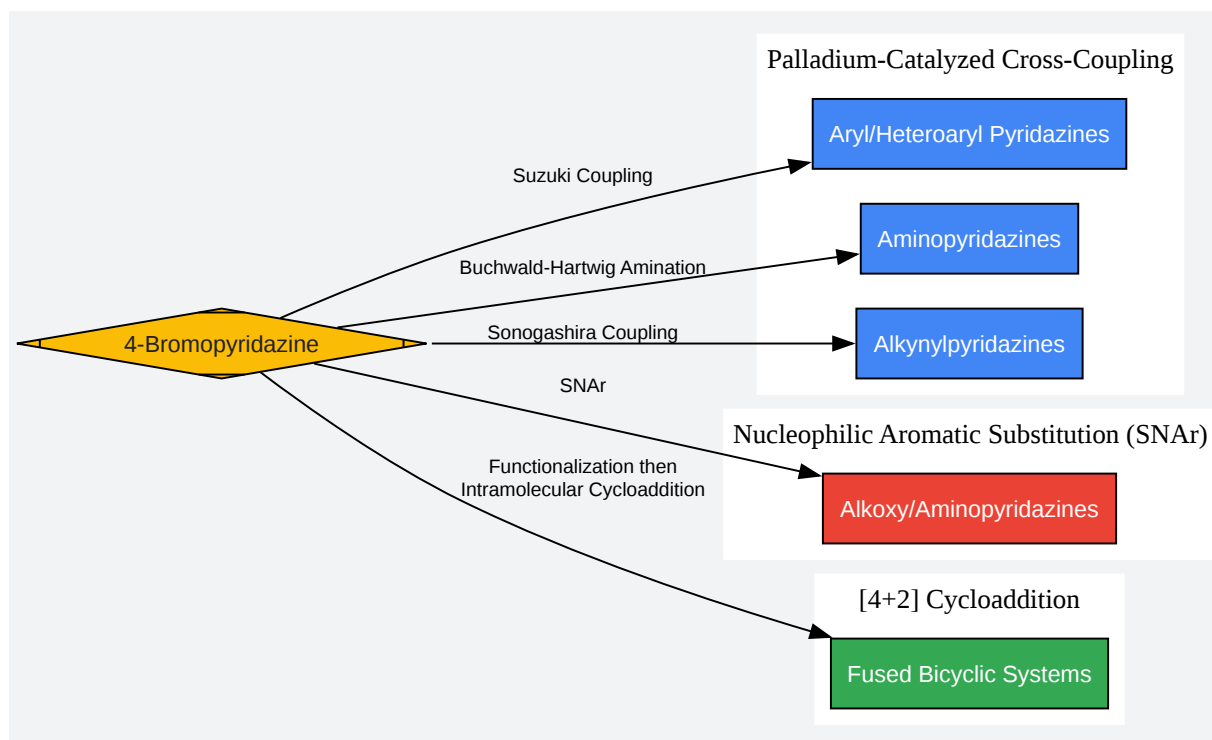 Palladium-Catalyzed Cross-Coupling
Aryl/Heteroaryl Pyridazines
Suzuki Coupling
Aminopyridazines
Buchwald-Hartwig Amination
4-Bromopyridazine
Sonogashira Coupling
Alkynylpyridazines
SNAr
Nucleophilic Aromatic Substitution (SNAr)
Functionalization then
Intramolecular Cycloaddition
Alkoxy/Aminopyridazines
[4+2] Cycloaddition
Fused Bicyclic Systems